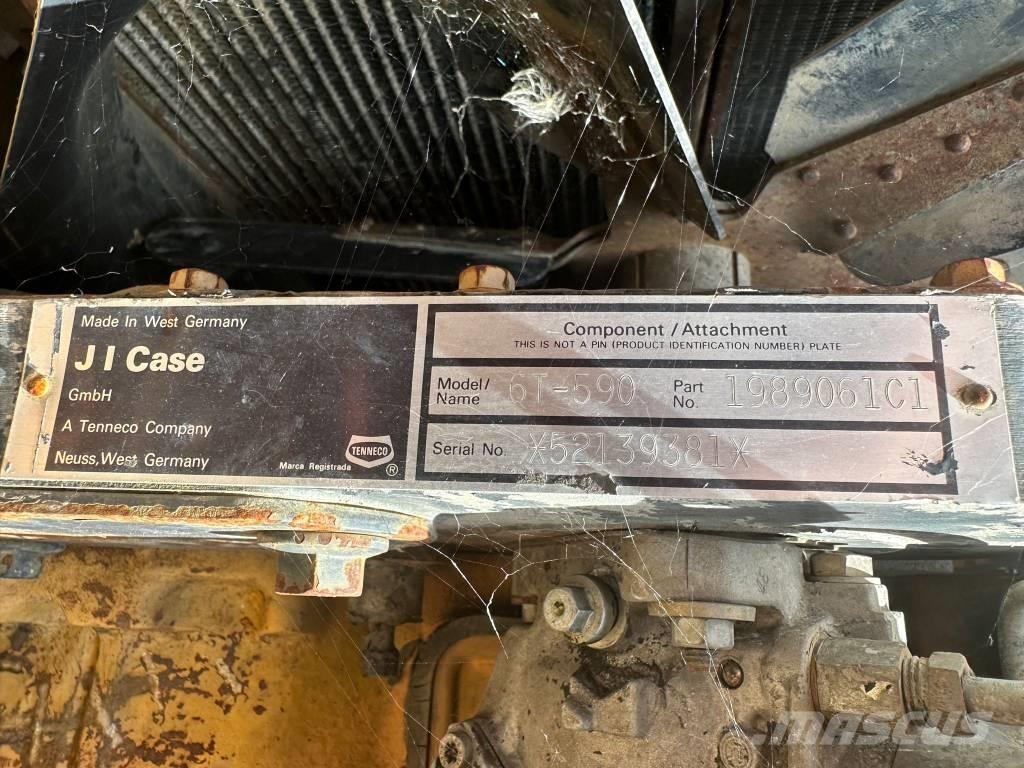 Made In West Germany
J I Case
GmbH
A Tenneco Company
Neuss, West Germany
Marca Registrada
TENNECO
®
Component / Attachment
THIS IS NOT A PIN (PRODUCT IDENTIFICATION NUMBER) PLATE
Model/ Name 6T-590 Part No. 1989061C1
Serial No. X52139381X
MASCUS